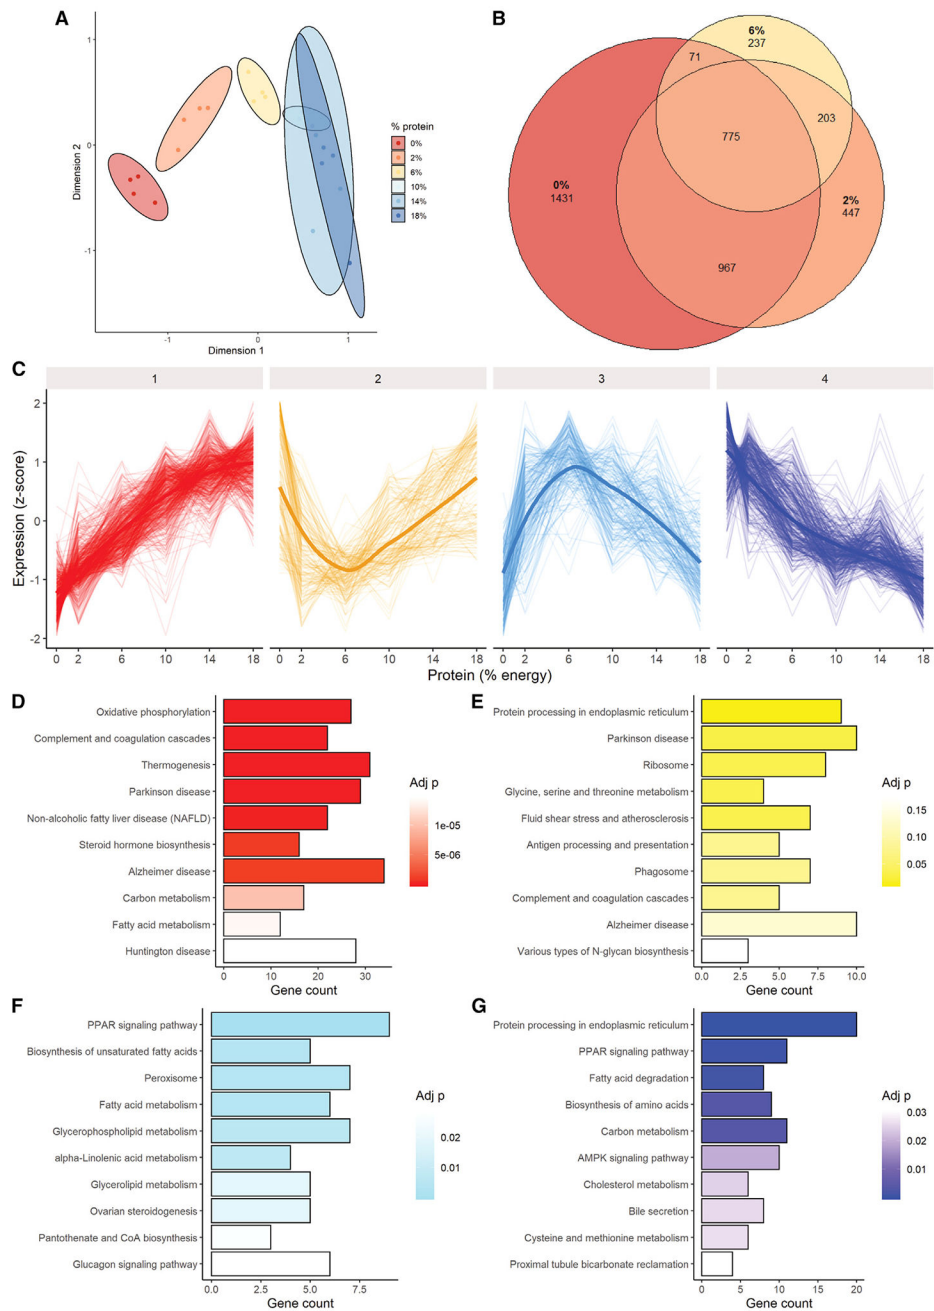 A
1
0
-1
Dimension 2
-1
0
1
Dimension 1
% protein
0%
2%
6%
10%
14%
18%
B
6%
237
71
203
775
0%
1431
2%
447
967
C
1
2
3
4
2
1
0
-1
-2
Expression (z-score)
0 2 6 10 14 18
0 2 6 10 14 18
0 2 6 10 14 18
0 2 6 10 14 18
Protein (% energy)
D
Oxidative phosphorylation
Complement and coagulation cascades
Thermogenesis
Parkinson disease
Non-alcoholic fatty liver disease (NAFLD)
Steroid hormone biosynthesis
Alzheimer disease
Carbon metabolism
Fatty acid metabolism
Huntington disease
0 10 20 30
Gene count
Adj p
1e-05
5e-06
E
Protein processing in endoplasmic reticulum
Parkinson disease
Ribosome
Glycine, serine and threonine metabolism
Fluid shear stress and atherosclerosis
Antigen processing and presentation
Phagosome
Complement and coagulation cascades
Alzheimer disease
Various types of N-glycan biosynthesis
0.0 2.5 5.0 7.5 10.0
Gene count
Adj p
0.15
0.10
0.05
F
PPAR signaling pathway
Biosynthesis of unsaturated fatty acids
Peroxisome
Fatty acid metabolism
Glycerophospholipid metabolism
alpha-Linolenic acid metabolism
Glycerolipid metabolism
Ovarian steroidogenesis
Pantothenate and CoA biosynthesis
Glucagon signaling pathway
0.0 2.5 5.0 7.5
Gene count
Adj p
0.02
0.01
G
Protein processing in endoplasmic reticulum
PPAR signaling pathway
Fatty acid degradation
Biosynthesis of amino acids
Carbon metabolism
AMPK signaling pathway
Cholesterol metabolism
Bile secretion
Cysteine and methionine metabolism
Proximal tubule bicarbonate reclamation
0 5 10 15 20
Gene count
Adj p
0.03
0.02
0.01